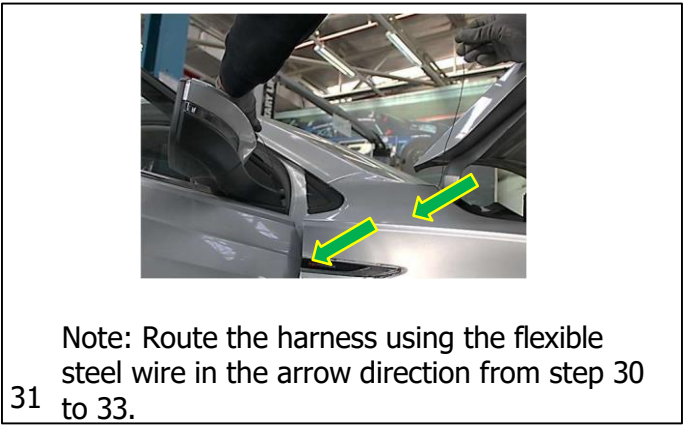 Note: Route the harness using the flexible
steel wire in the arrow direction from step 30
31 to 33.